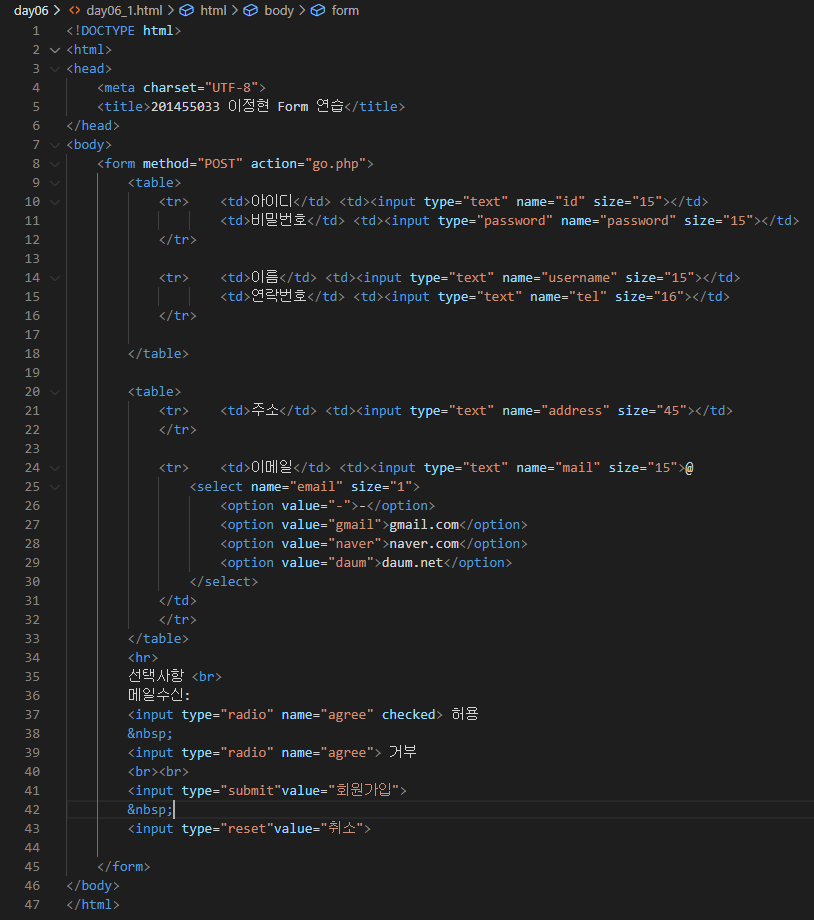 day06 > <> day06_1.html > html > body > form
1 <!DOCTYPE html>
2 <html>
3 <head>
4 <meta charset="UTF-8">
5 <title>201455033 이정현 Form 연습</title>
6 </head>
7 <body>
8 <form method="POST" action="go.php">
9 <table>
10 <tr> <td>아이디</td> <td><input type="text" name="id" size="15"></td>
11 <td>비밀번호</td> <td><input type="password" name="password" size="15"></td>
12 </tr>
13
14 <tr> <td>이름</td> <td><input type="text" name="username" size="15"></td>
15 <td>연락번호</td> <td><input type="text" name="tel" size="16"></td>
16 </tr>
17
18 </table>
19
20 <table>
21 <tr> <td>주소</td> <td><input type="text" name="address" size="45"></td>
22 </tr>
23
24 <tr> <td>이메일</td> <td><input type="text" name="mail" size="15">@
25 <select name="email" size="1">
26 <option value="-">-</option>
27 <option value="gmail">gmail.com</option>
28 <option value="naver">naver.com</option>
29 <option value="daum">daum.net</option>
30 </select>
31 </td>
32 </tr>
33 </table>
34 <hr>
35 선택사항 <br>
36 메일수신:
37 <input type="radio" name="agree" checked> 허용
38 &nbsp;
39 <input type="radio" name="agree"> 거부
40 <br><br>
41 <input type="submit"value="회원가입">
42 &nbsp;
43 <input type="reset"value="취소">
44
45 </form>
46 </body>
47 </html>